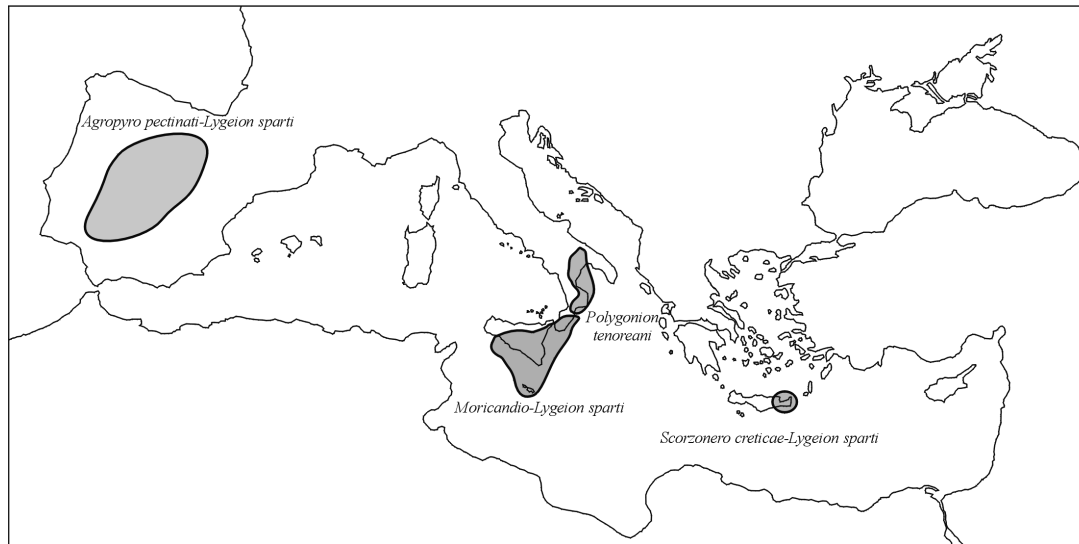 Agropyro pectinati-Lygeion sparti
Polygonion
tenoreani
Moricandio-Lygeion sparti
Scorzonero creticae-Lygeion sparti